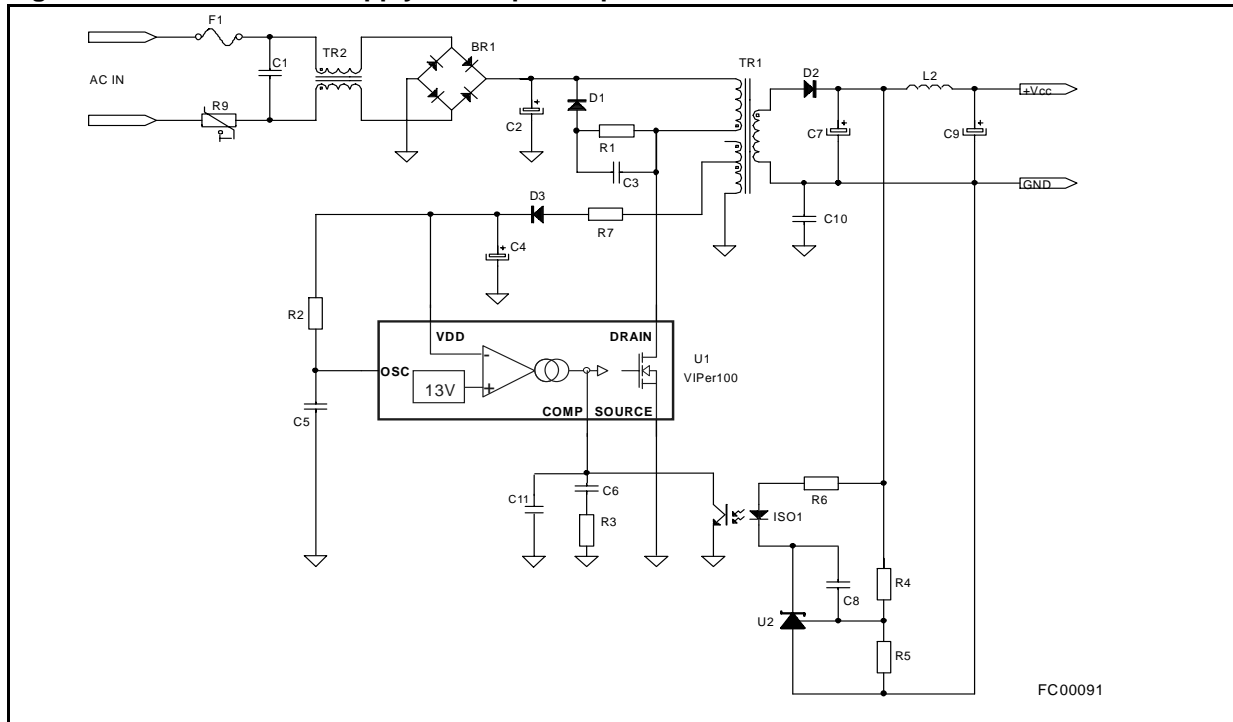 F1
TR2
BR1
TR1
D2
L2
+Vcc
AC IN
C1
D1
C2
C7
C9
R9
T°
R1
C3
GND
D3
R7
C10
C4
R2
VDD
DRAIN
U1
VIPer100
OSC
-
+
13V
COMP SOURCE
C5
C11
C6
R3
R6
ISO1
C8
R4
U2
R5
FC00091